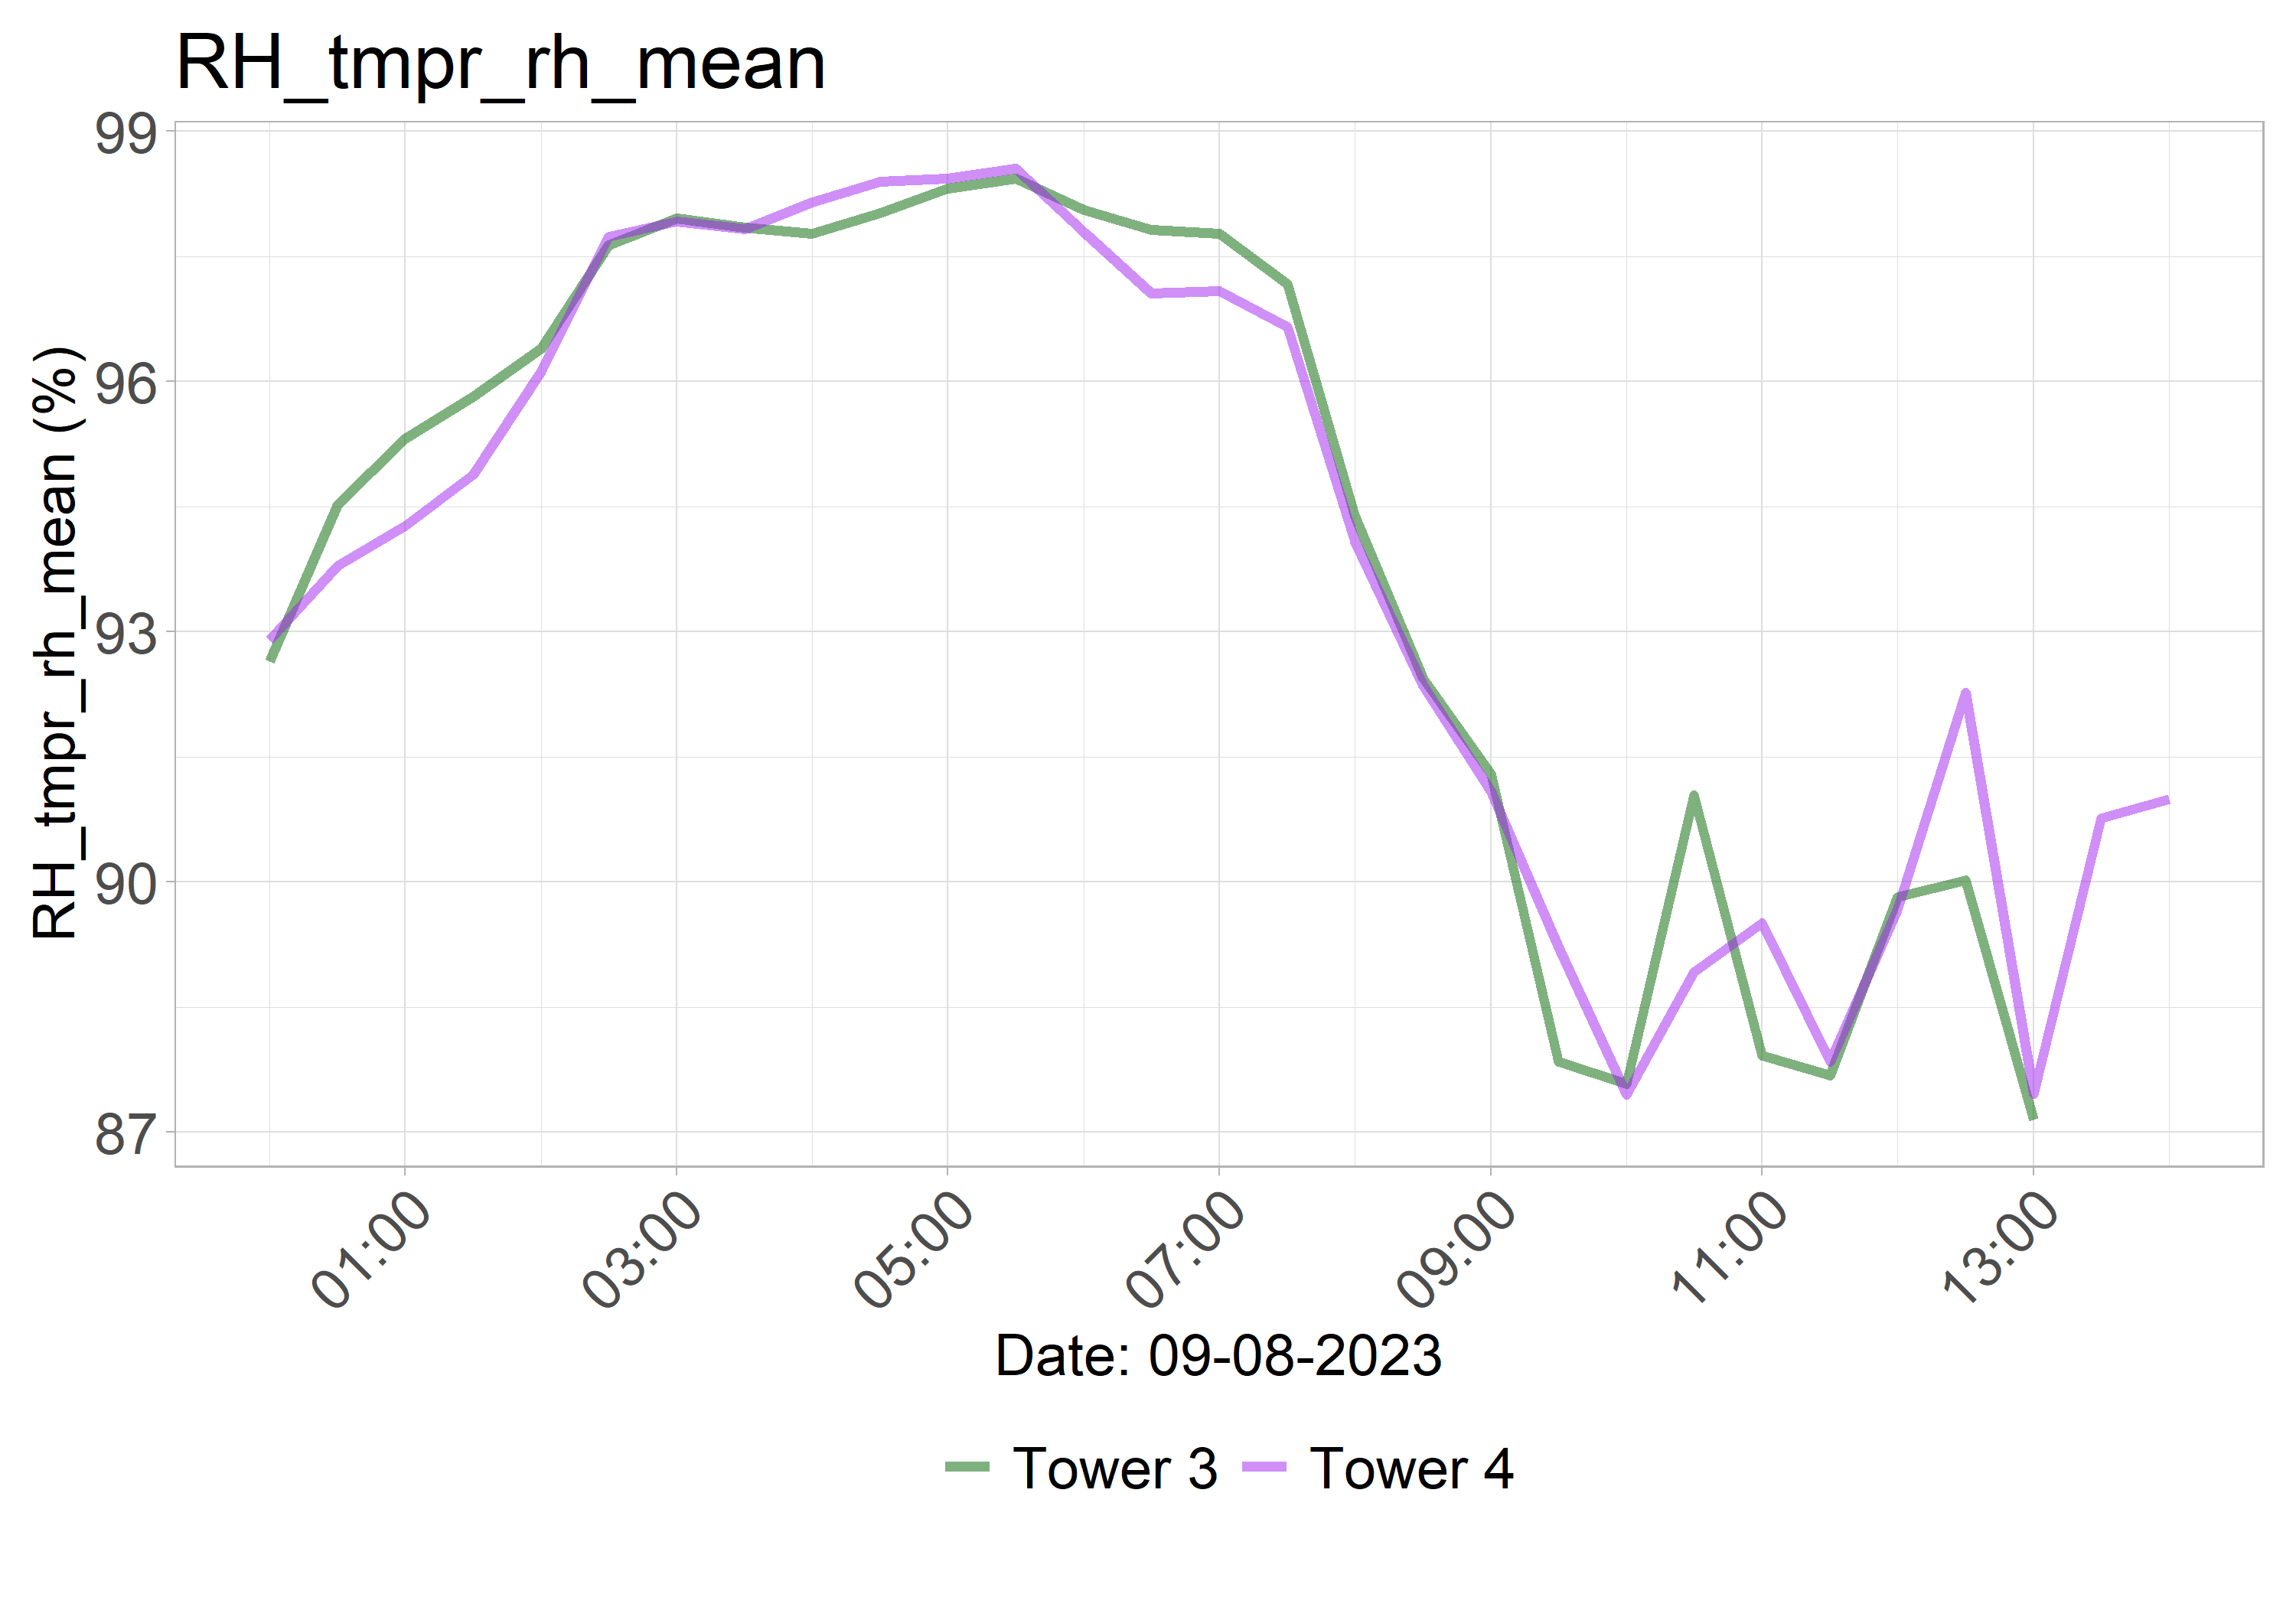 RH_tmpr_rh_mean
RH_tmpr_rh_mean (%)
99
96
93
90
87
01:00
03:00
05:00
07:00
09:00
11:00
13:00
Date: 09-08-2023
Tower 3
Tower 4